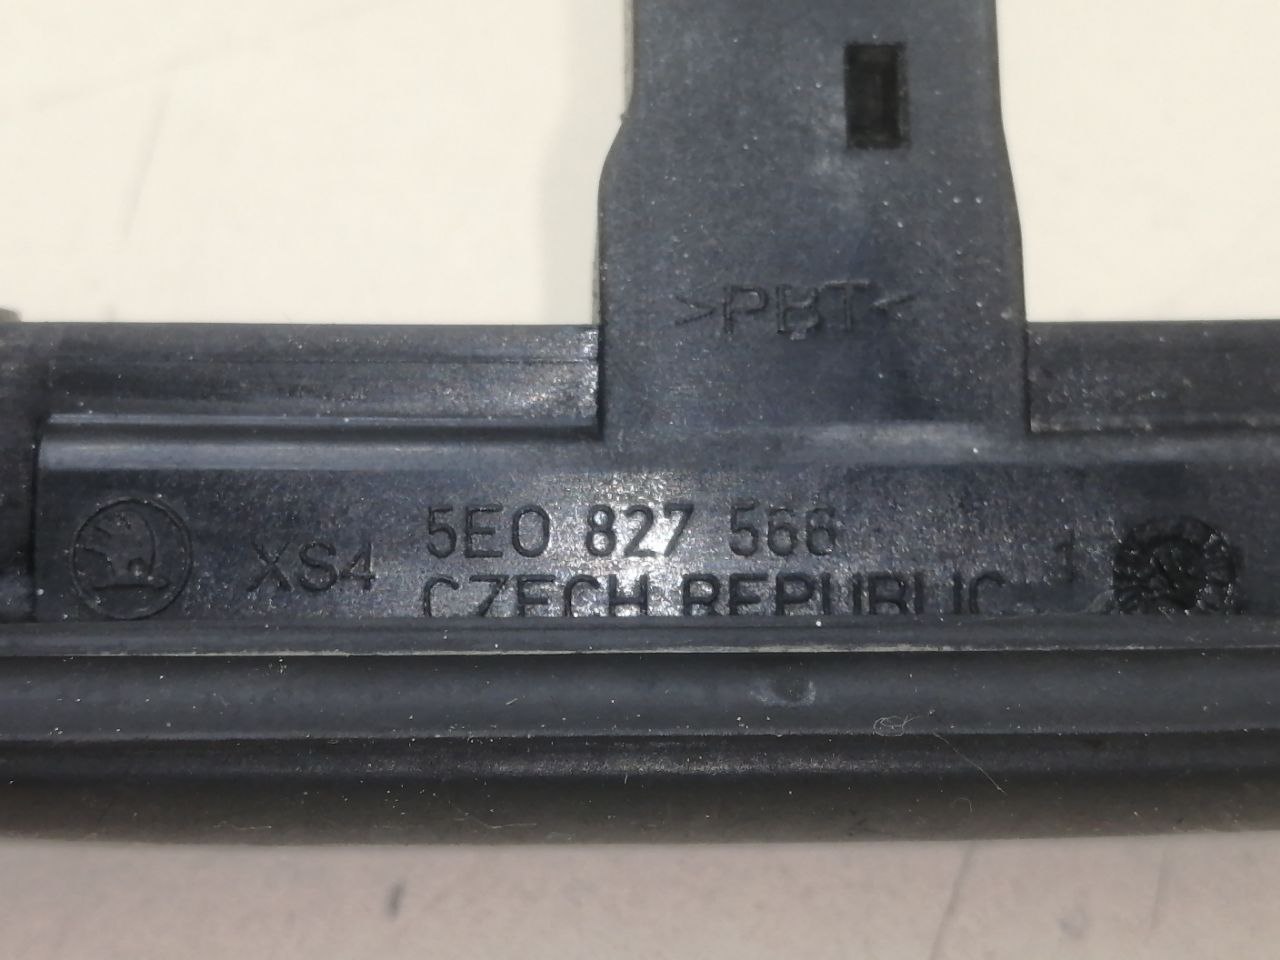 >PBT<
XS4 5E0 827 566 1
CZECH REPUBLIC